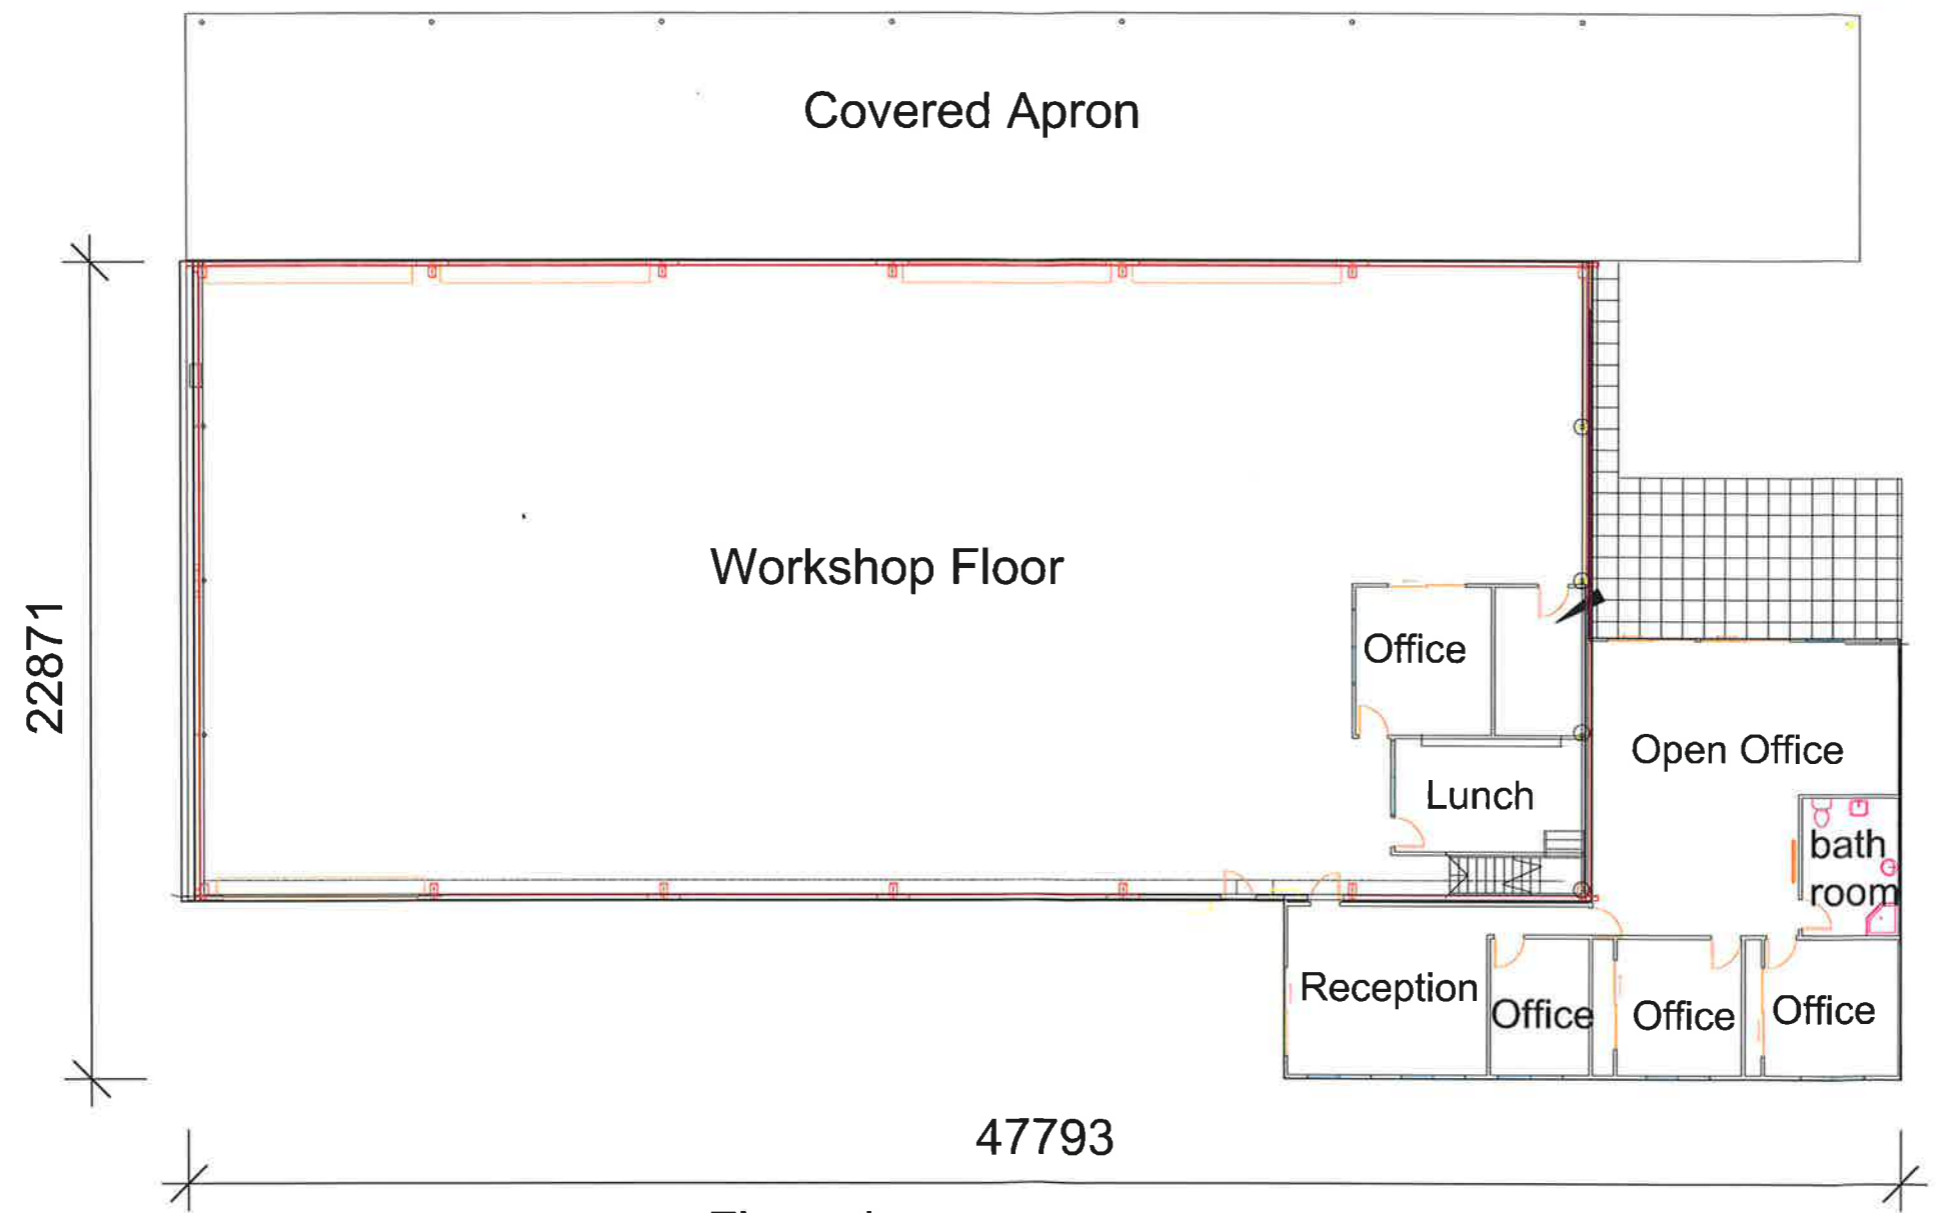 Covered Apron
Workshop Floor
22871
Office
Open Office
Lunch
bath
room
Reception
Office
Office
Office
47793